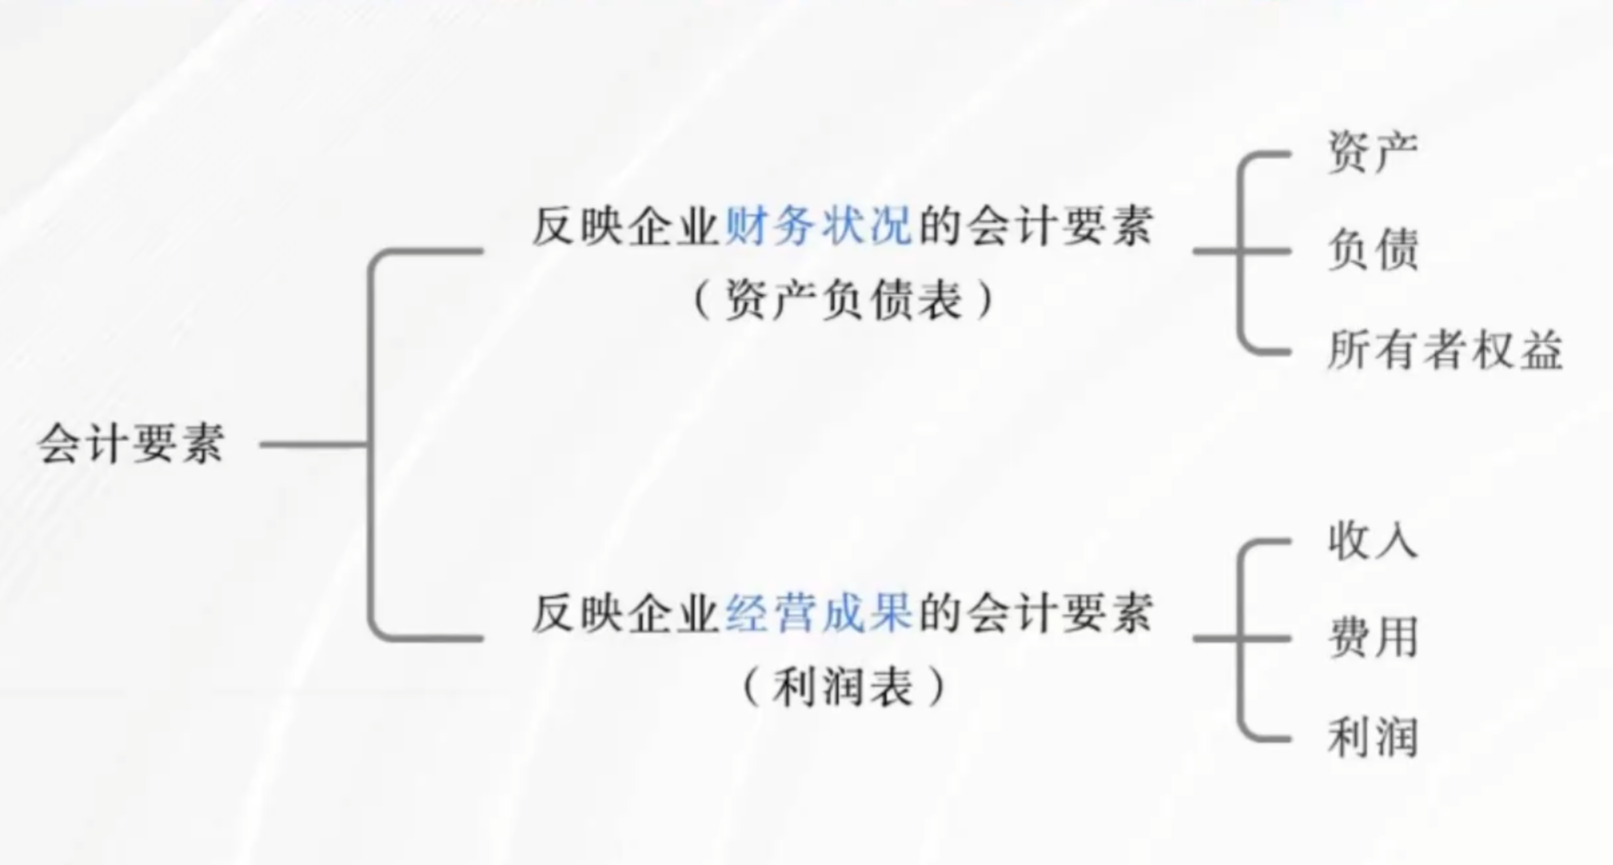 会计要素
反映企业财务状况的会计要素
（资产负债表）
资产
负债
所有者权益
反映企业经营成果的会计要素
（利润表）
收入
费用
利润